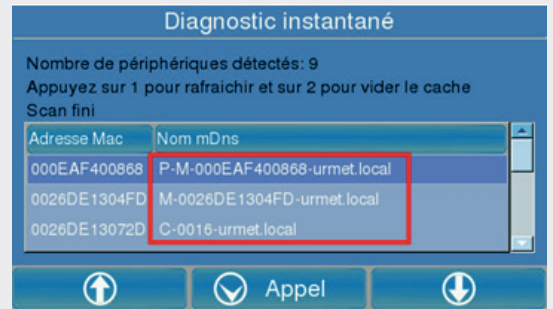 Diagnostic instantané
Nombre de périphériques détectés: 9
Appuyez sur 1 pour rafraichir et sur 2 pour vider le cache
Scan fini
Adresse Mac Nom mDns
000EAF400868 P-M-000EAF400868-urmet.local
0026DE1304FD M-0026DE1304FD-urmet.local
0026DE13072D C-0016-urmet.local
Appel